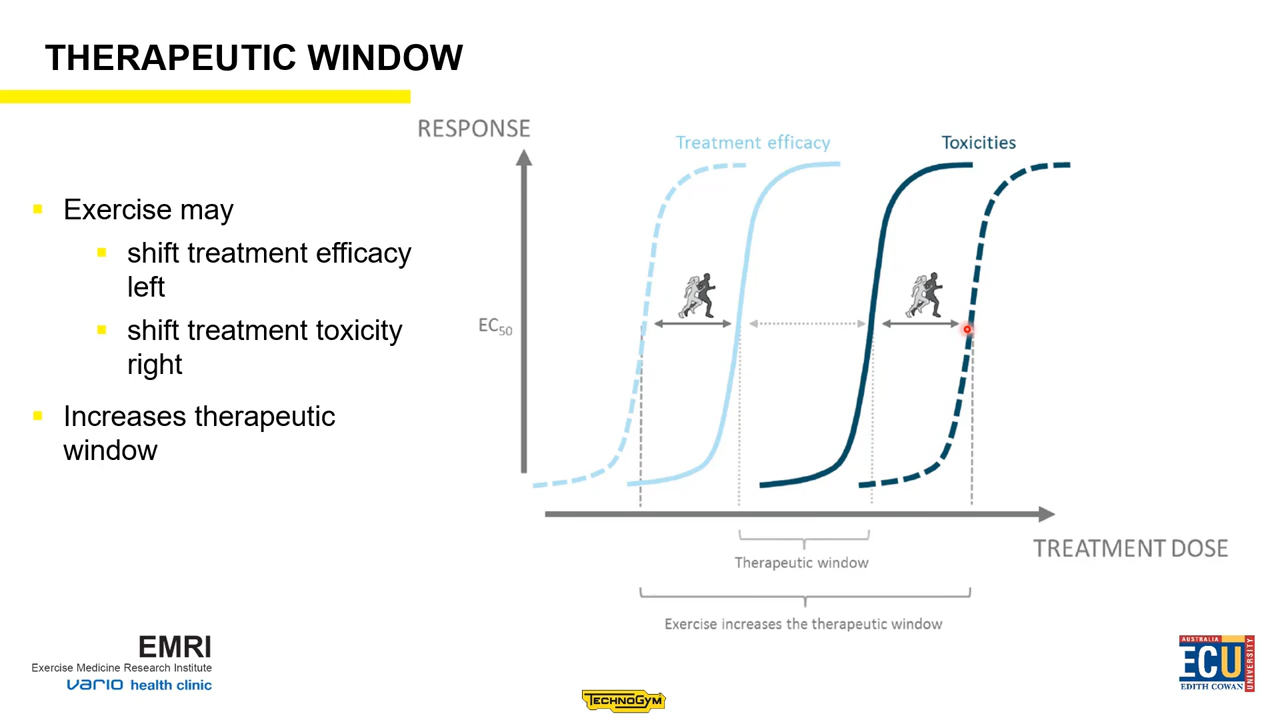 THERAPEUTIC WINDOW
Exercise may
shift treatment efficacy
left
shift treatment toxicity
right
Increases therapeutic
window
RESPONSE
Treatment efficacy
Toxicities
EC50
TREATMENT DOSE
Therapeutic window
Exercise increases the therapeutic window
EMRI
Exercise Medicine Research Institute
VARIO health clinic
TECHNOGYM
AUSTRALIA
ECU
EDITH COWAN
UNIVERSITY